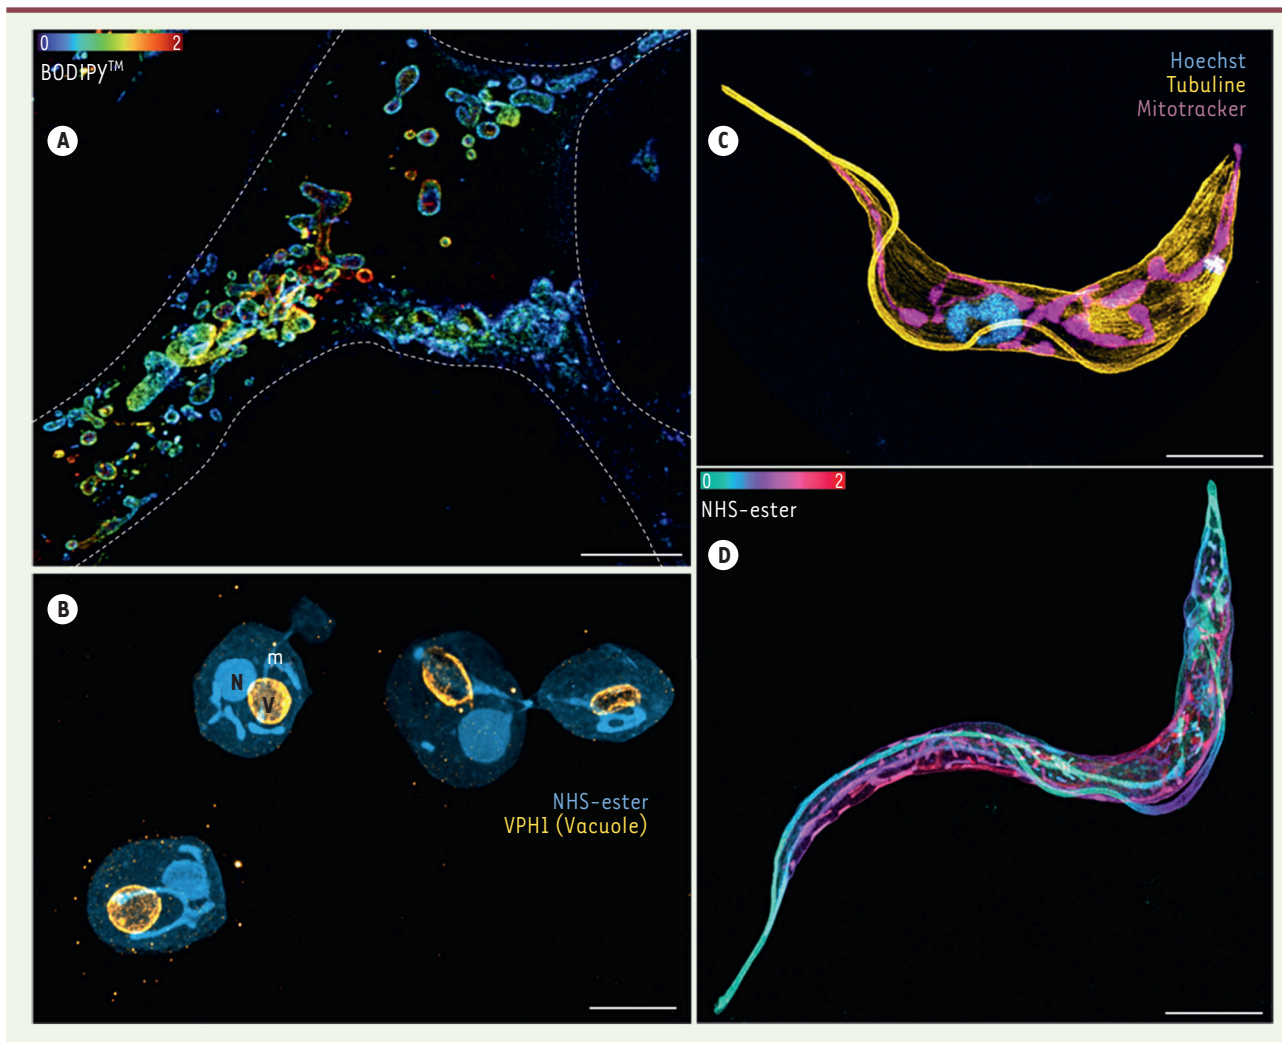 0 2
BODIPY™
A
Hoechst
Tubuline
Mitotracker
C
0 2
NHS-ester
D
B
m
N
V
NHS-ester
VPH1 (Vacuole)